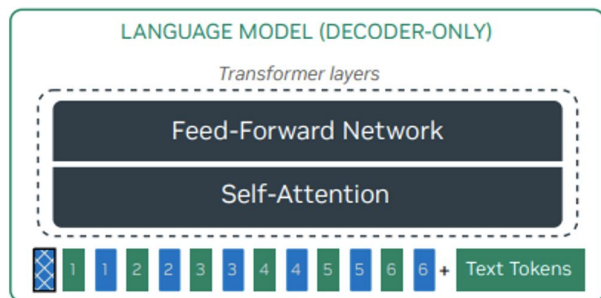 LANGUAGE MODEL (DECODER-ONLY)
Transformer layers
Feed-Forward Network
Self-Attention
1 1 2 2 3 3 4 4 5 5 6 6 + Text Tokens